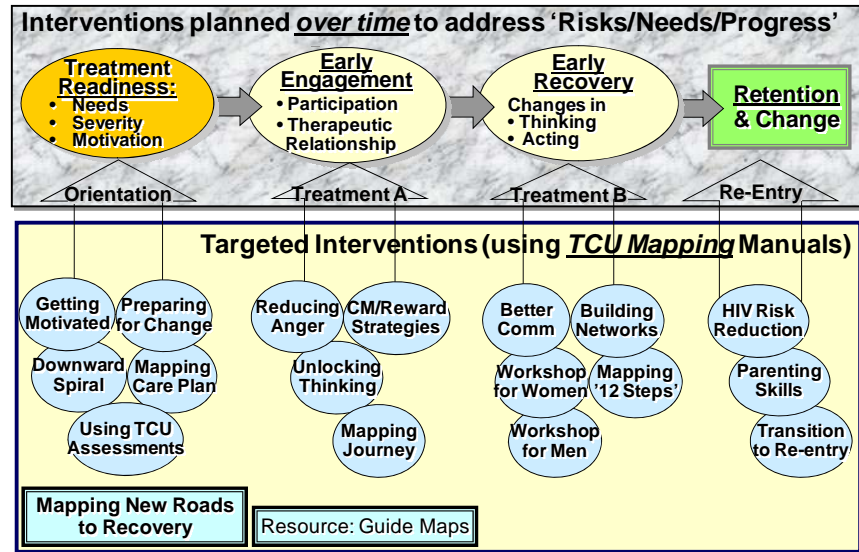 Interventions planned over time to address ‘Risks/Needs/Progress’
Treatment
Readiness:
• Needs
• Severity
• Motivation
Early
Engagement
• Participation
• Therapeutic
Relationship
Early
Recovery
Changes in
• Thinking
• Acting
Retention
& Change
Orientation
Treatment A
Treatment B
Re-Entry
Targeted Interventions (using TCU Mapping Manuals)
Getting
Motivated
Preparing
for Change
Downward
Spiral
Mapping
Care Plan
Using TCU
Assessments
Reducing
Anger
CM/Reward
Strategies
Unlocking
Thinking
Mapping
Journey
Better
Comm
Building
Networks
Workshop
for Women
Mapping
’12 Steps’
Workshop
for Men
HIV Risk
Reduction
Parenting
Skills
Transition
to Re-entry
Mapping New Roads
to Recovery
Resource: Guide Maps